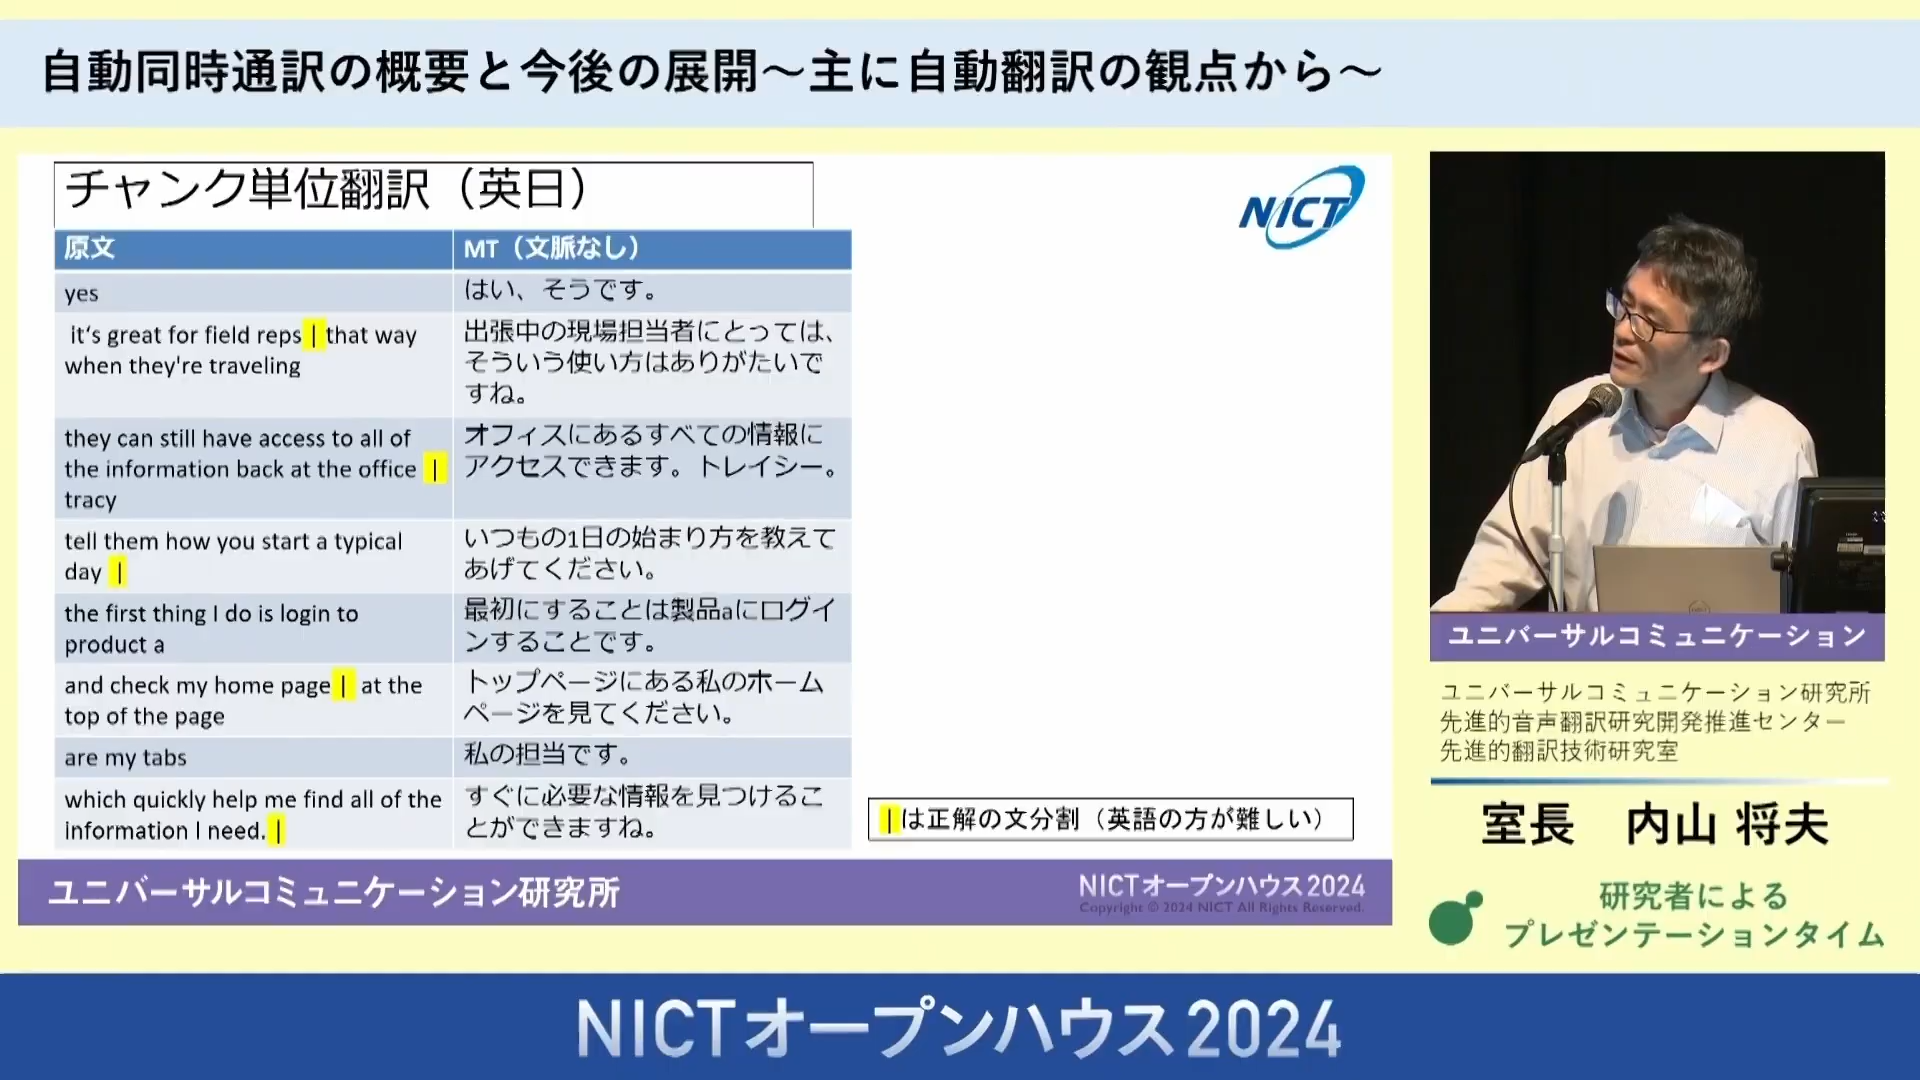 自動同時通訳の概要と今後の展開～主に自動翻訳の観点から～
チャンク単位翻訳（英日）
NICT
原文
MT（文脈なし）
yes
はい、そうです。
it‘s great for field reps | that way
when they're traveling
出張中の現場担当者にとっては、
そういう使い方はありがたいで
すね。
they can still have access to all of
the information back at the office |
tracy
オフィスにあるすべての情報に
アクセスできます。トレイシー。
tell them how you start a typical
day |
いつもの1日の始まり方を教えて
あげてください。
the first thing I do is login to
product a
最初にすることは製品aにログイ
ンすることです。
and check my home page | at the
top of the page
トップページにある私のホーム
ページを見てください。
are my tabs
私の担当です。
which quickly help me find all of the
information I need. |
すぐに必要な情報を見つけるこ
とができますね。
|は正解の文分割（英語の方が難しい）
ユニバーサルコミュニケーション研究所
NICTオープンハウス2024
Copyright © 2024 NICT All Rights Reserved.
ユニバーサルコミュニケーション
ユニバーサルコミュニケーション研究所
先進的音声翻訳研究開発推進センター
先進的翻訳技術研究室
室長　内山 将夫
研究者による
プレゼンテーションタイム
NICTオープンハウス2024